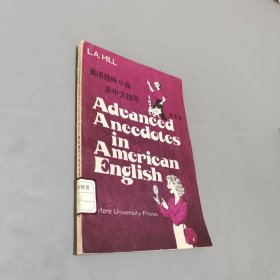 L.A. HILL
英语趣味小品
及中文指导
Advanced
Anecdotes
in
American
English
Oxford University Press